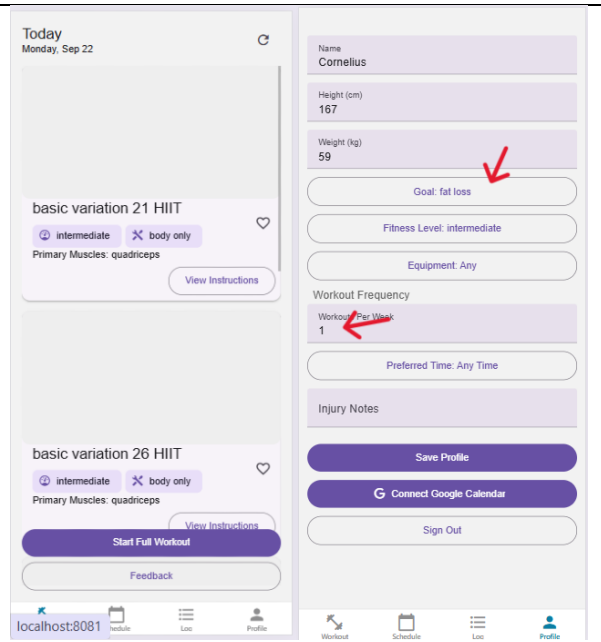 Today
Monday, Sep 22
basic variation 21 HIIT
intermediate
body only
Primary Muscles: quadriceps
View Instructions
basic variation 26 HIIT
intermediate
body only
Primary Muscles: quadriceps
View Instructions
Start Full Workout
Feedback
localhost:8081
Log
Profile
Name
Cornelius
Height (cm)
167
Weight (kg)
59
Goal: fat loss
Fitness Level: intermediate
Equipment: Any
Workout Frequency
Per Week
1
Preferred Time: Any Time
Injury Notes
Save Profile
G Connect Google Calendar
Sign Out
Workout
Schedule
Log
Profile